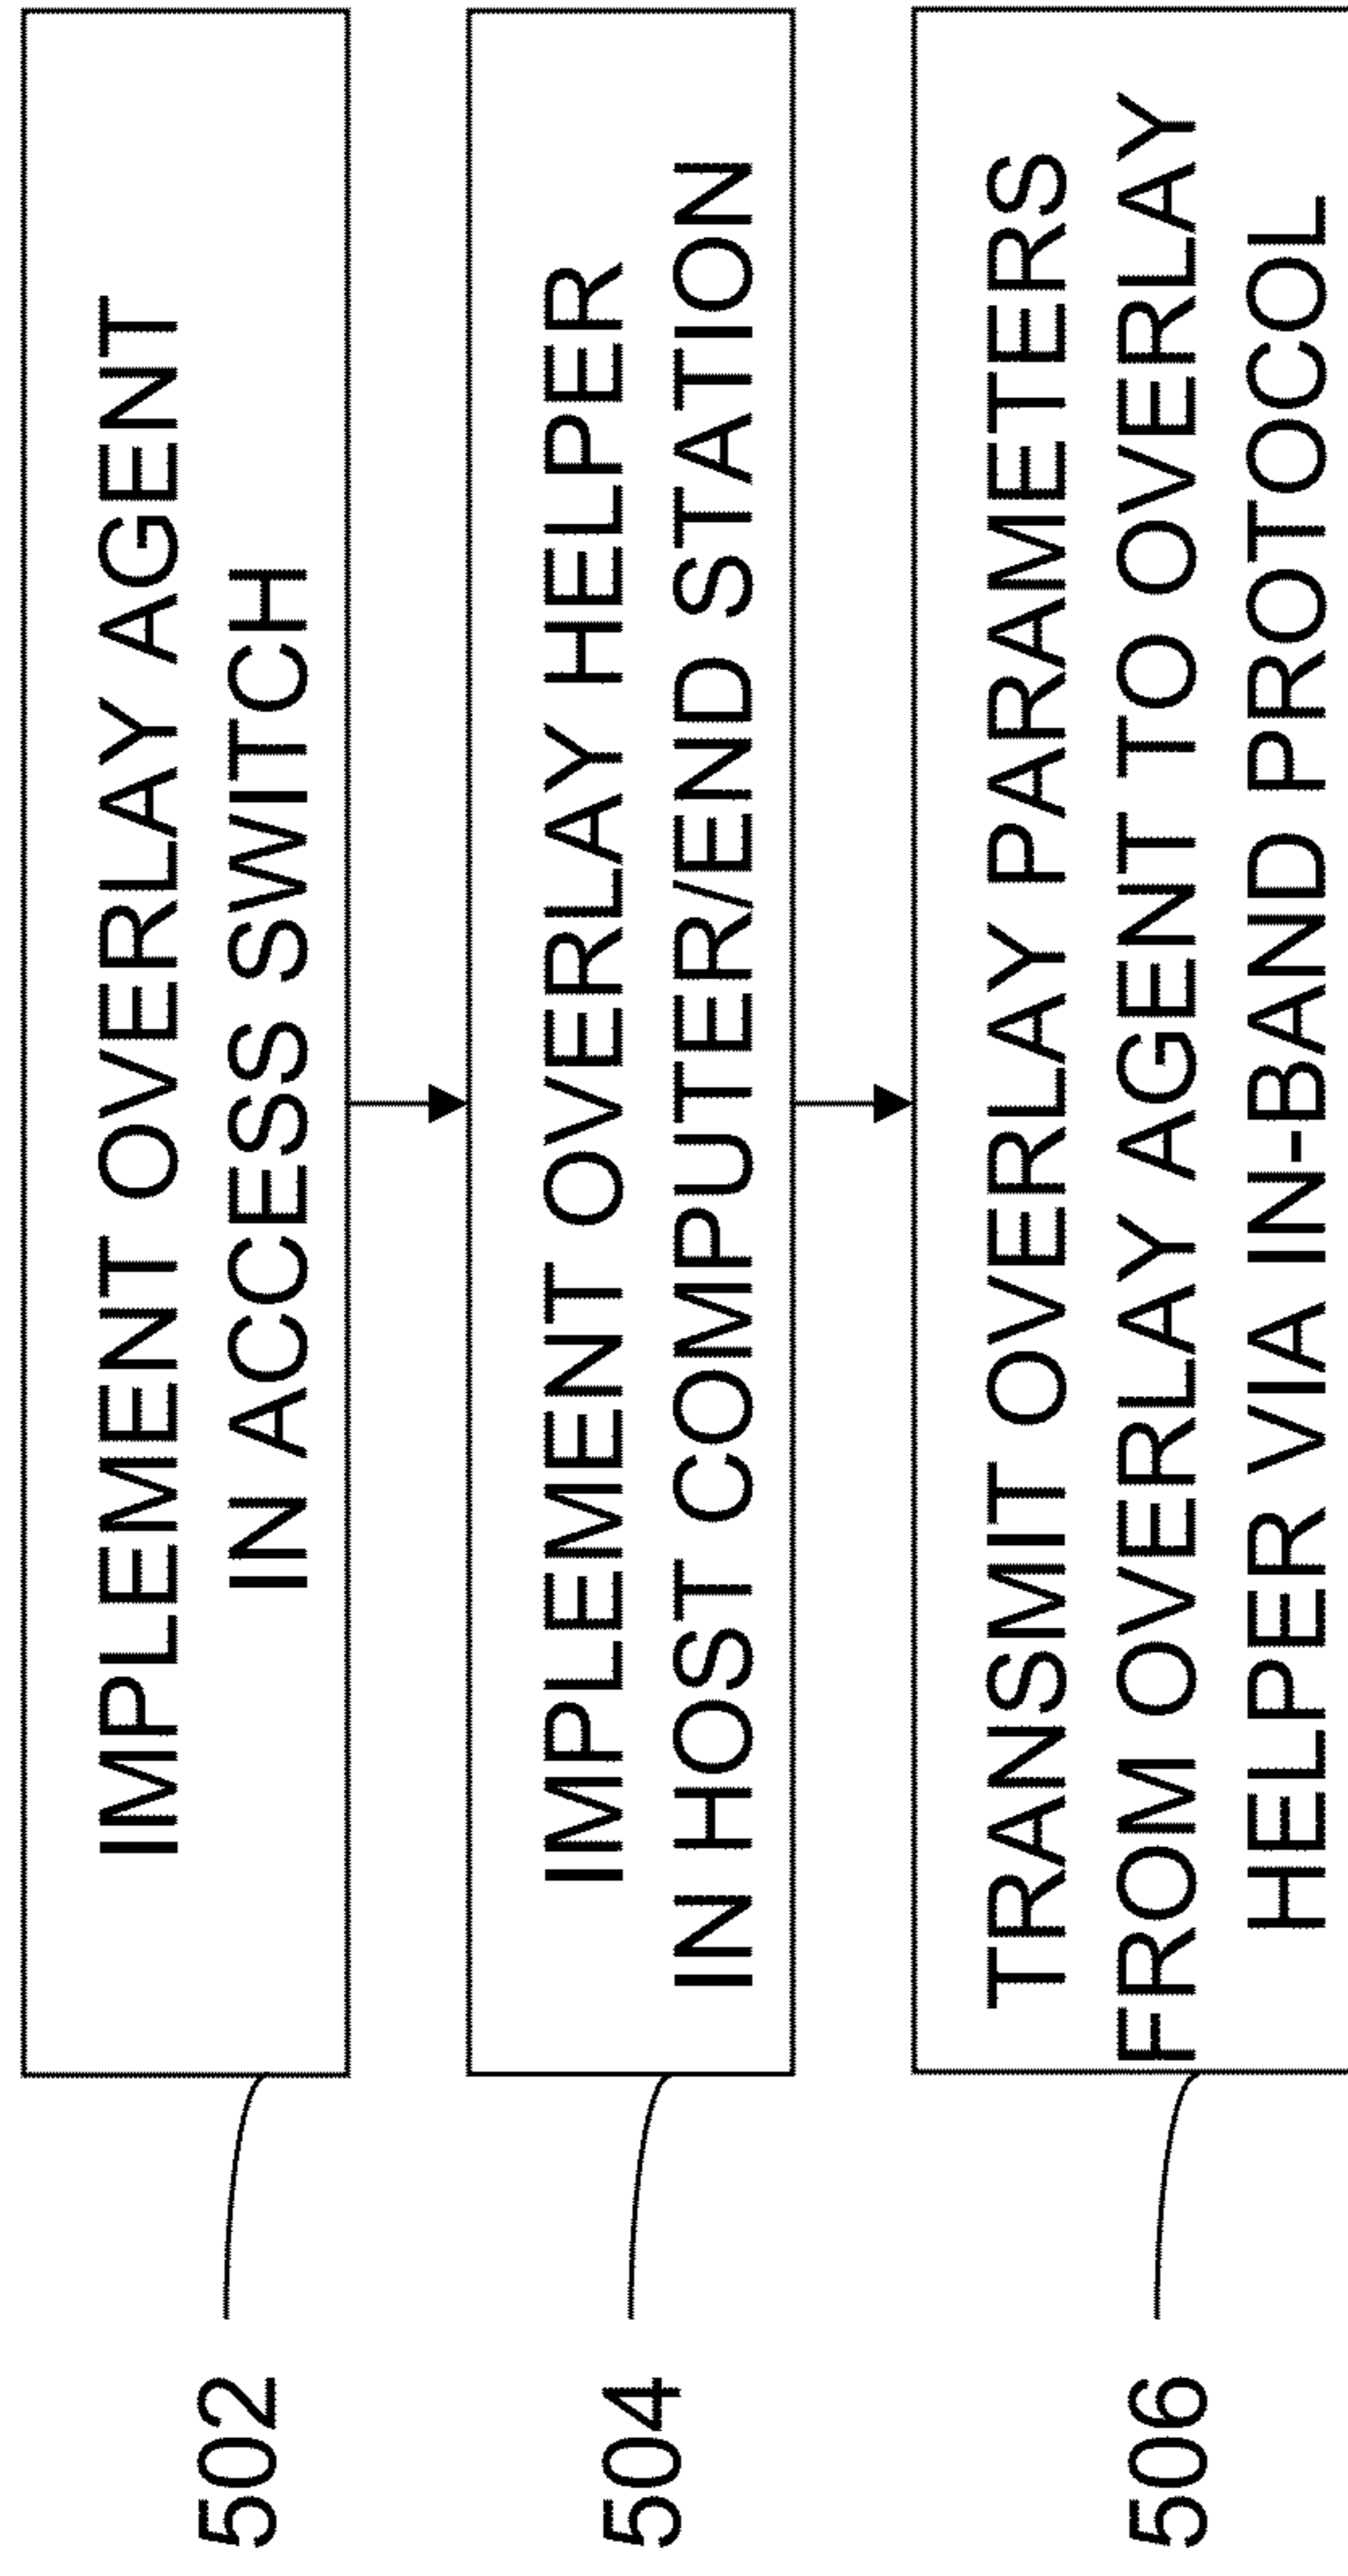 502
IMPLEMENT OVERLAY AGENT
IN ACCESS SWITCH
504
IMPLEMENT OVERLAY HELPER
IN HOST COMPUTER/END STATION
506
TRANSMIT OVERLAY PARAMETERS
FROM OVERLAY AGENT TO OVERLAY
HELPER VIA IN-BAND PROTOCOL